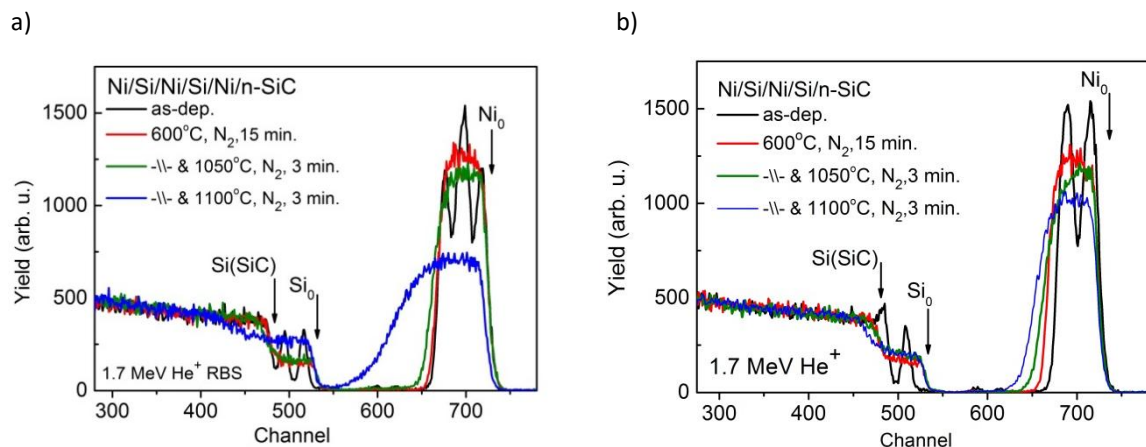 a)
Ni/Si/Ni/Si/Ni/n-SiC
as-dep.
600°C, N₂,15 min.
-\\- & 1050°C, N₂, 3 min.
-\\- & 1100°C, N₂, 3 min.
Ni₀
Si(SiC)
Si₀
1.7 MeV He⁺ RBS
Yield (arb. u.)
1500
1000
500
0
300 400 500 600 700
Channel
b)
Ni/Si/Ni/Si/n-SiC
as-dep.
600°C, N₂,15 min.
-\\- & 1050°C, N₂,3 min.
-\\- & 1100°C, N₂,3 min.
Ni₀
Si(SiC)
Si₀
1.7 MeV He⁺
Yield (arb. u.)
1500
1000
500
0
300 400 500 600 700
Channel